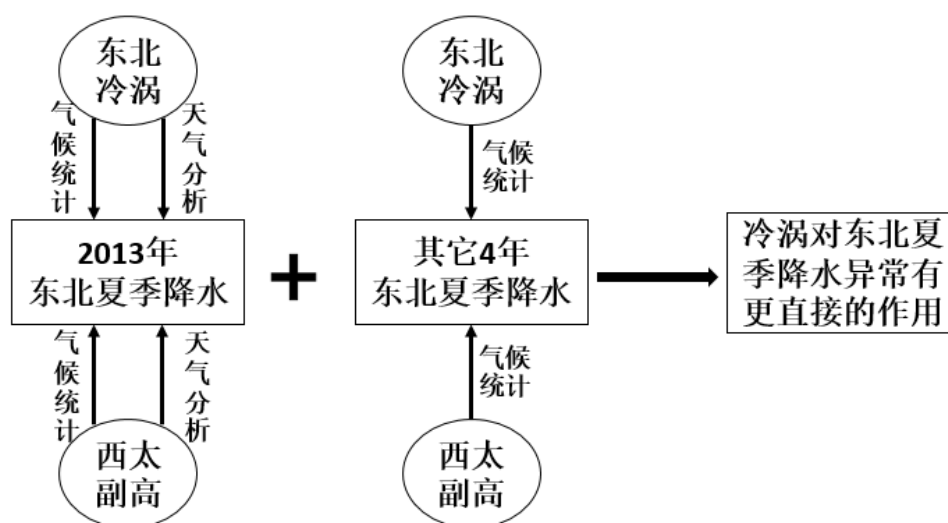 东北
冷涡
气候统计
天气分析
2013年
东北夏季降水
气候统计
天气分析
西太
副高
+
东北
冷涡
气候
统计
其它4年
东北夏季降水
气候
统计
西太
副高
冷涡对东北夏
季降水异常有
更直接的作用